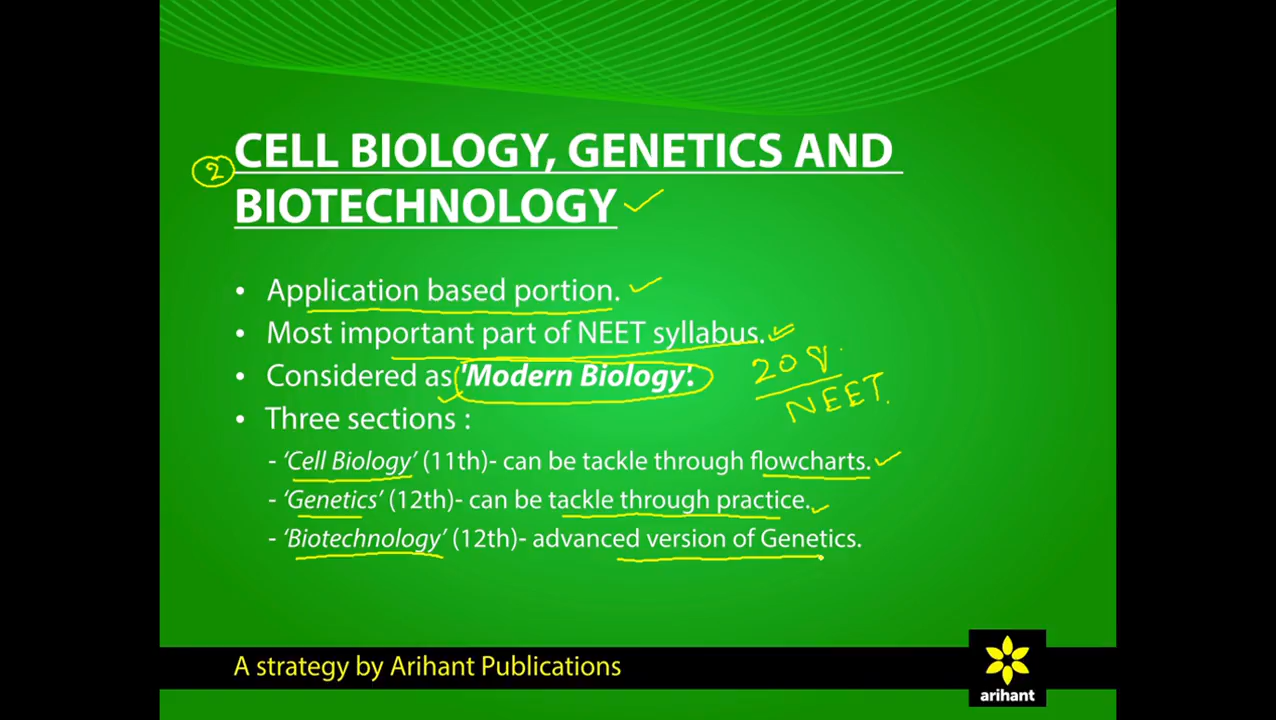 2
CELL BIOLOGY, GENETICS AND
BIOTECHNOLOGY
• Application based portion.
• Most important part of NEET syllabus.
• Considered as 'Modern Biology'.
20 q.
NEET.
• Three sections :
- ‘Cell Biology’ (11th)- can be tackle through flowcharts.
- ‘Genetics’ (12th)- can be tackle through practice.
- ‘Biotechnology’ (12th)- advanced version of Genetics.
A strategy by Arihant Publications
arihant